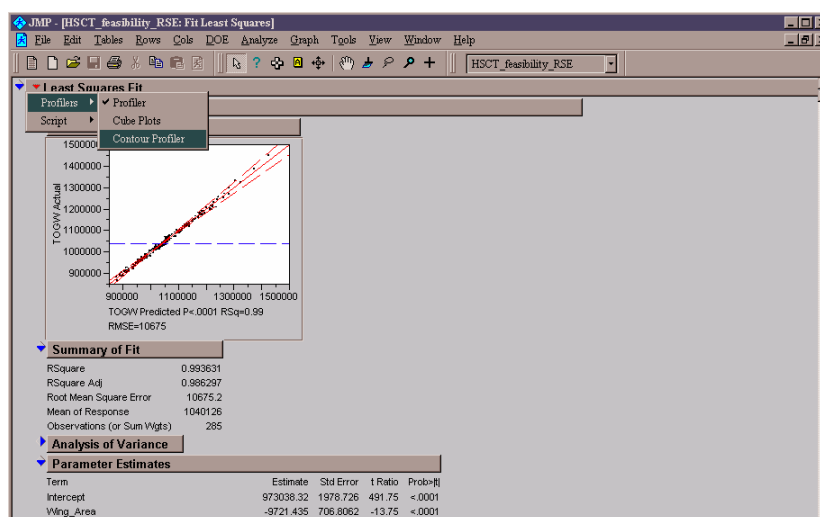 JMP - [HSCT_feasibility_RSE: Fit Least Squares]
File Edit Tables Rows Cols DOE Analyze Graph Tools View Window Help
HSCT_feasibility_RSE
Least Squares Fit
Profilers Profiler
Script Cube Plots
Contour Profiler
1500000
1400000
1300000
1200000
1100000
1000000
900000
TOGW Actual
900000 1100000 1300000 1500000
TOGW Predicted P<.0001 RSq=0.99
RMSE=10675
Summary of Fit
RSquare 0.993631
RSquare Adj 0.986297
Root Mean Square Error 10675.2
Mean of Response 1040126
Observations (or Sum Wgts) 285
Analysis of Variance
Parameter Estimates
Term Estimate Std Error t Ratio Prob>|t|
Intercept 973038.32 1978.726 491.75 <.0001
Wing_Area -9721.435 706.8062 -13.75 <.0001